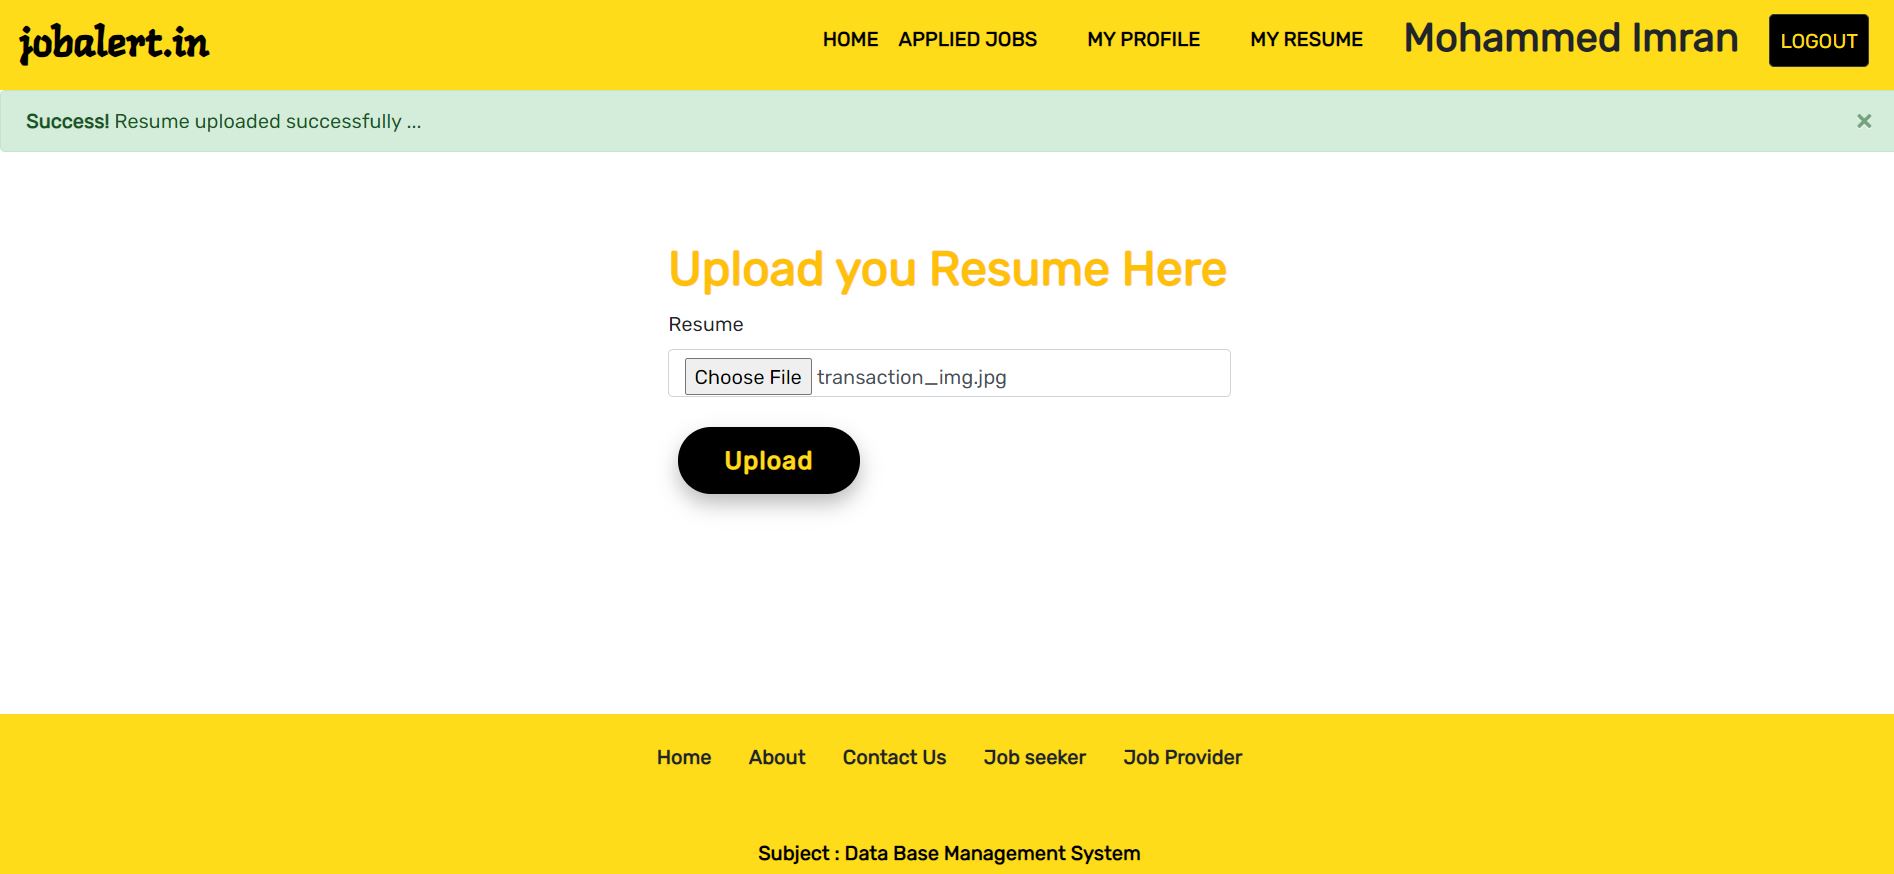 jobalert.in
HOME APPLIED JOBS MY PROFILE MY RESUME Mohammed Imran LOGOUT
Success! Resume uploaded successfully ... ×
Upload you Resume Here
Resume
Choose File transaction_img.jpg
Upload
Home About Contact Us Job seeker Job Provider
Subject : Data Base Management System